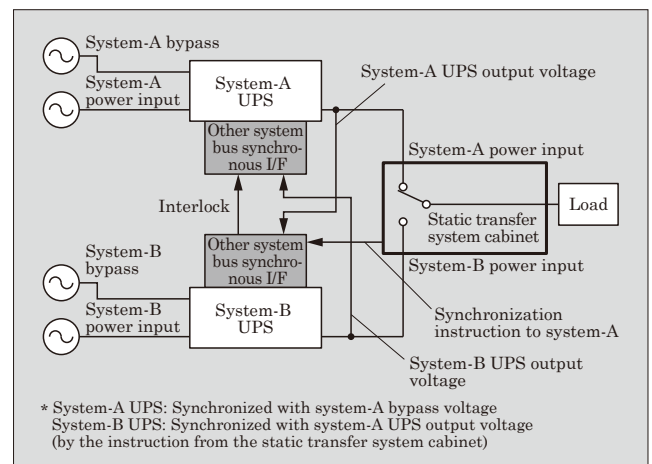 System-A bypass
System-A
power input
System-A
UPS
System-A UPS output voltage
Other system
bus synchro-
nous I/F
System-A power input
Interlock
Load
Static transfer
system cabinet
System-B
bypass
Other system
bus synchro-
nous I/F
System-B power input
System-B
power input
System-B
UPS
Synchronization
instruction to system-A
System-B UPS output
voltage
* System-A UPS: Synchronized with system-A bypass voltage
System-B UPS: Synchronized with system-A UPS output voltage
(by the instruction from the static transfer system cabinet)